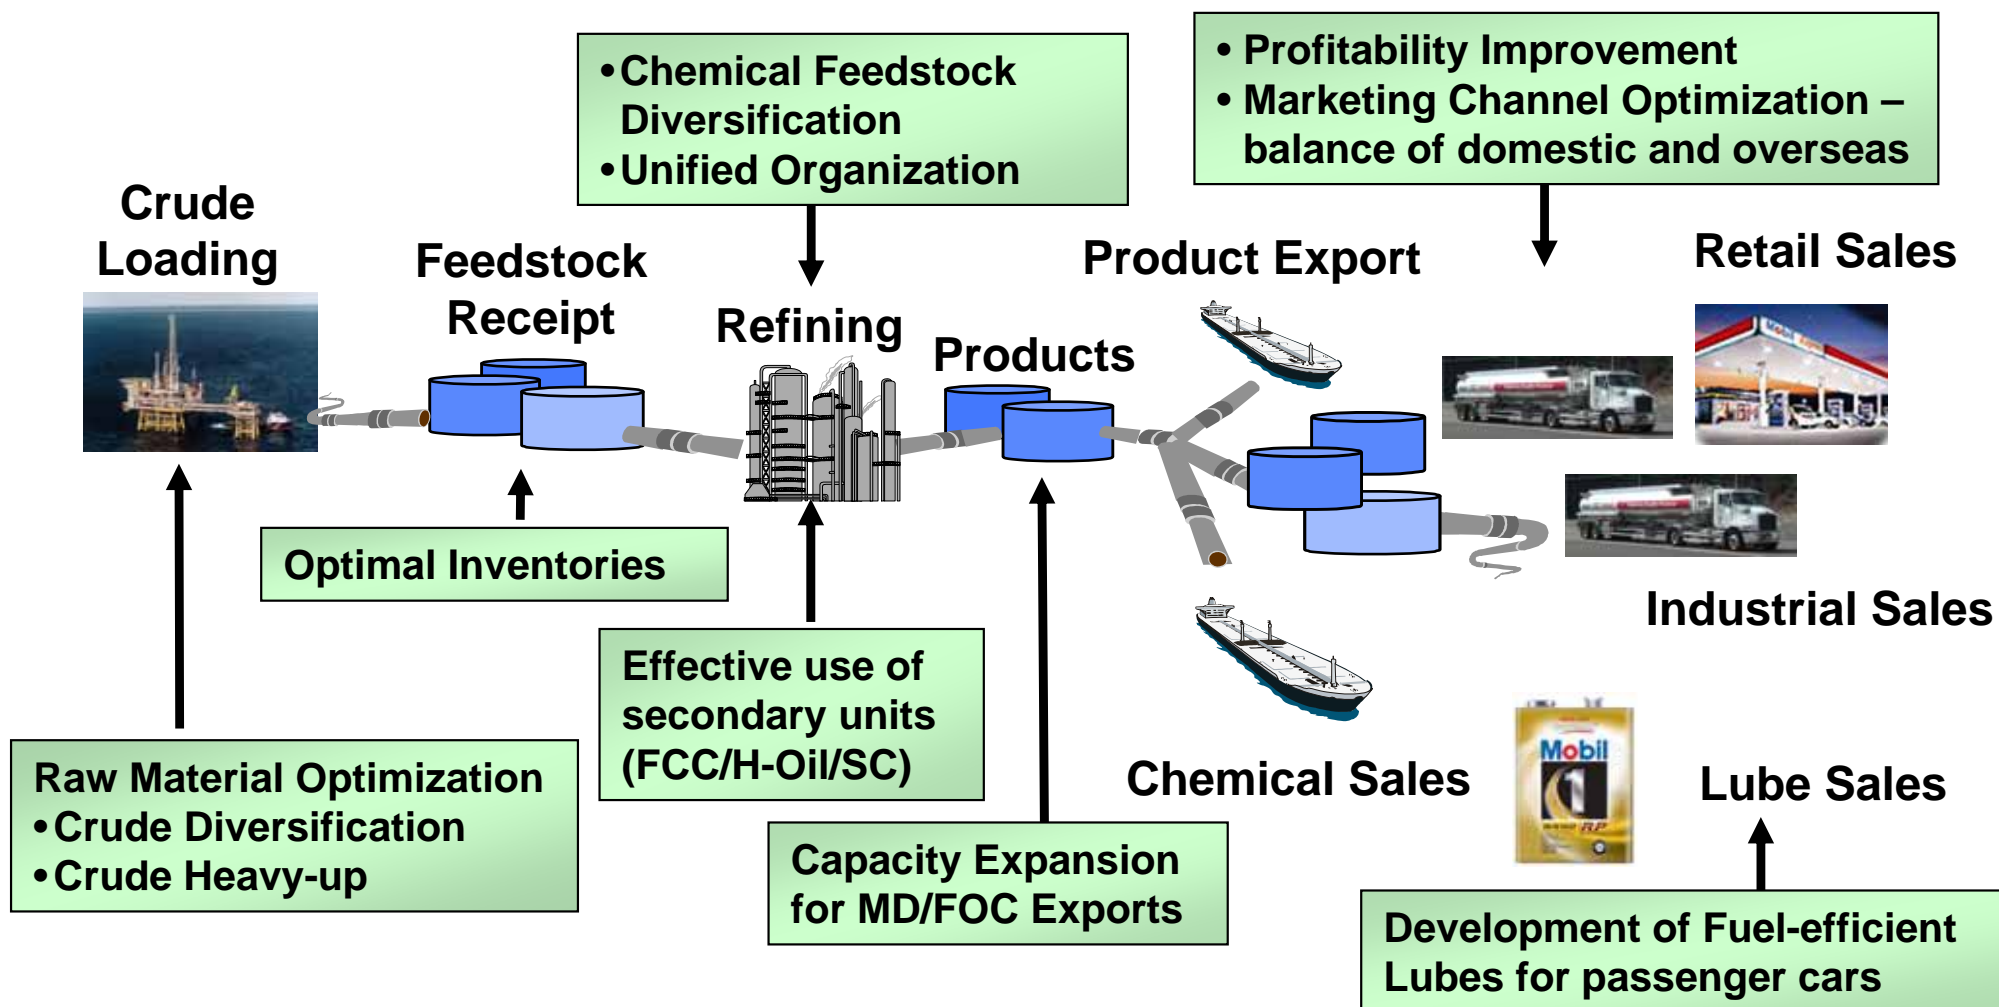 •Chemical Feedstock
Diversification
•Unified Organization
• Profitability Improvement
• Marketing Channel Optimization –
balance of domestic and overseas
Crude
Loading
Feedstock
Receipt
Refining
Products
Product Export
Retail Sales
Mobil
Optimal Inventories
Industrial Sales
Effective use of
secondary units
(FCC/H-Oil/SC)
Raw Material Optimization
•Crude Diversification
•Crude Heavy-up
Chemical Sales
Mobil
1
RP
Lube Sales
Capacity Expansion
for MD/FOC Exports
Development of Fuel-efficient
Lubes for passenger cars